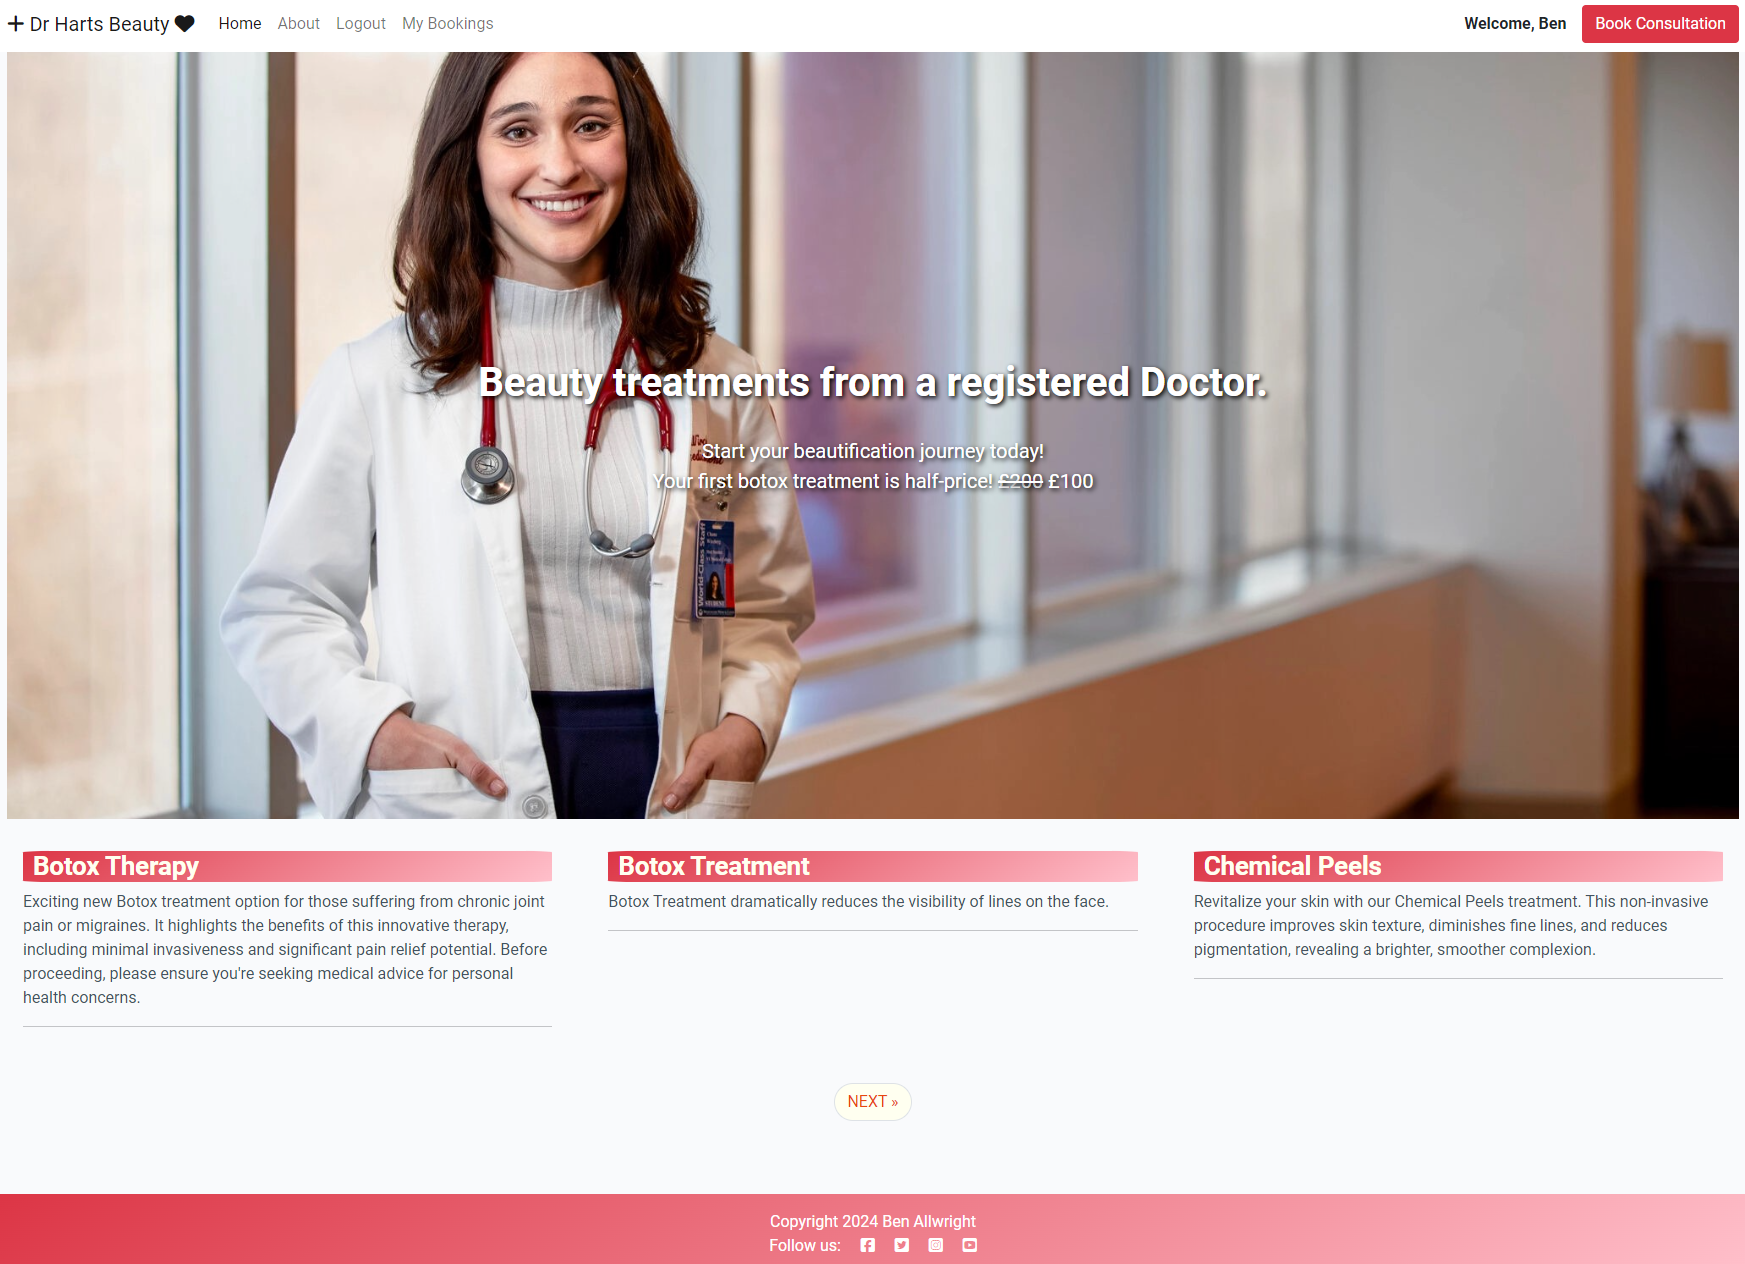 Dr Harts Beauty
Home
About
Logout
My Bookings
Welcome, Ben
Book Consultation
Beauty treatments from a registered Doctor.
Start your beautification journey today!
Your first botox treatment is half-price! £200 £100
World-Class Staff
STUDENT
Botox Therapy
Exciting new Botox treatment option for those suffering from chronic joint
pain or migraines. It highlights the benefits of this innovative therapy,
including minimal invasiveness and significant pain relief potential. Before
proceeding, please ensure you're seeking medical advice for personal
health concerns.
Botox Treatment
Botox Treatment dramatically reduces the visibility of lines on the face.
Chemical Peels
Revitalize your skin with our Chemical Peels treatment. This non-invasive
procedure improves skin texture, diminishes fine lines, and reduces
pigmentation, revealing a brighter, smoother complexion.
NEXT »
Copyright 2024 Ben Allwright
Follow us: